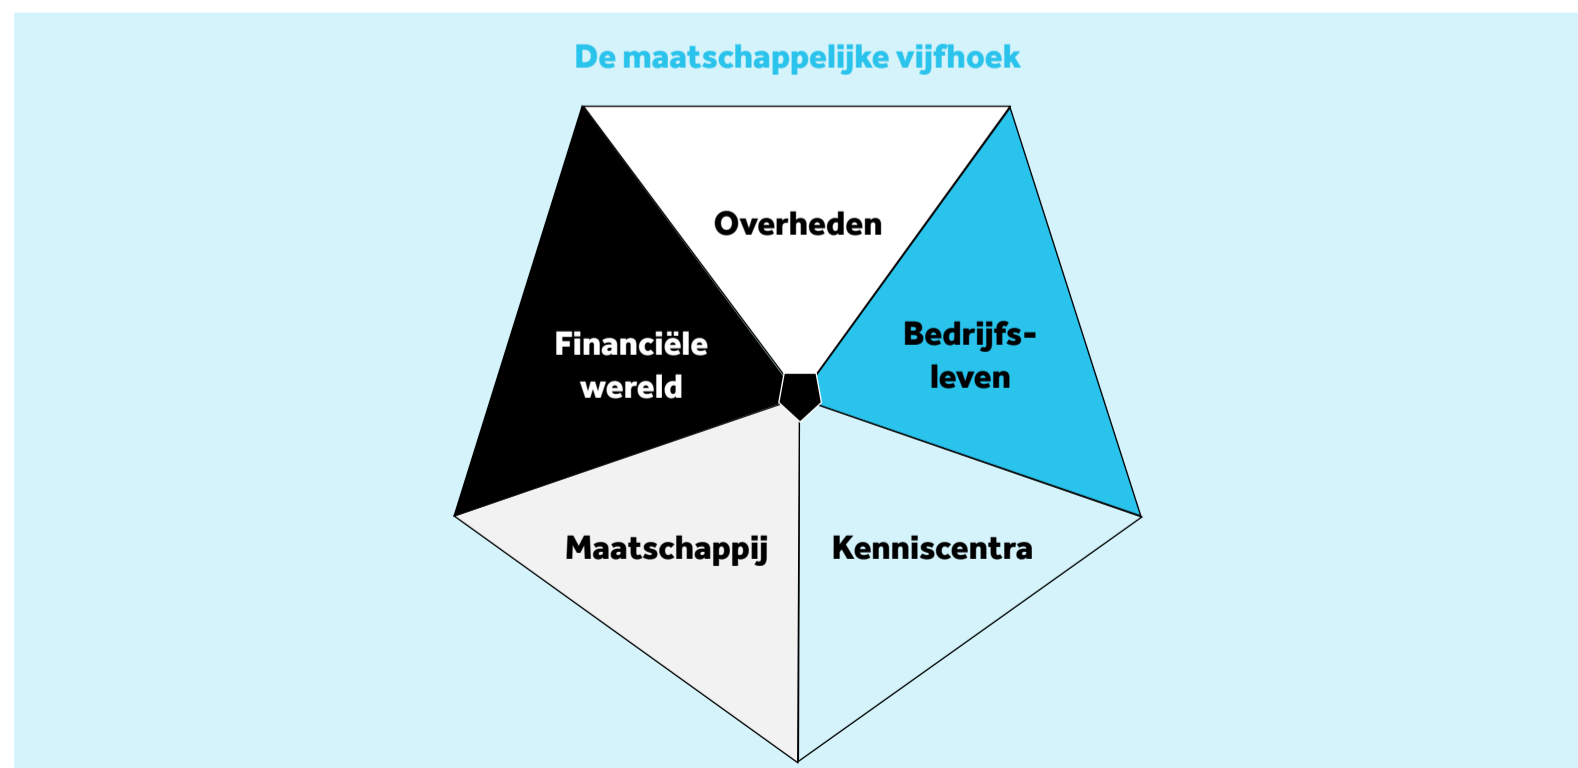 De maatschappelijke vijfhoek
Overheden
Financiële
wereld
Bedrijfs-
leven
Maatschappij
Kenniscentra